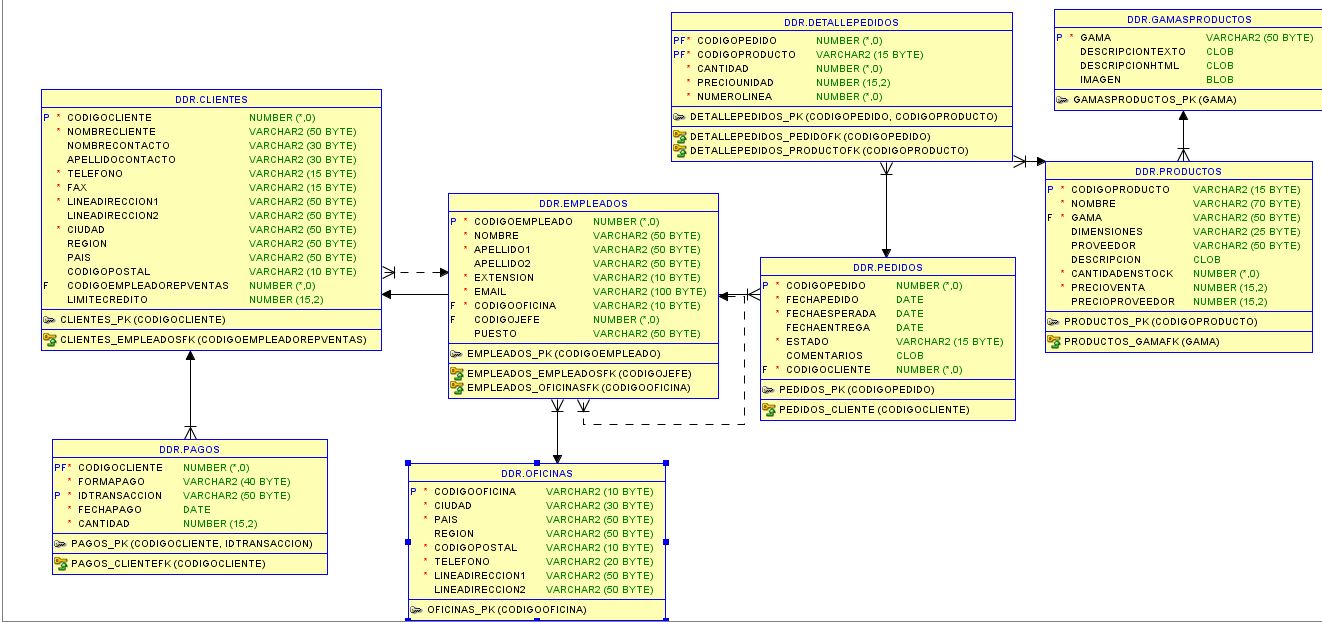 DDR.CLIENTES
P * CODIGOCLIENTE NUMBER (*,0)
* NOMBRECLIENTE VARCHAR2 (50 BYTE)
NOMBRECONTACTO VARCHAR2 (30 BYTE)
APELLIDOCONTACTO VARCHAR2 (30 BYTE)
* TELEFONO VARCHAR2 (15 BYTE)
* FAX VARCHAR2 (15 BYTE)
* LINEADIRECCION1 VARCHAR2 (50 BYTE)
LINEADIRECCION2 VARCHAR2 (50 BYTE)
* CIUDAD VARCHAR2 (50 BYTE)
REGION VARCHAR2 (50 BYTE)
PAIS VARCHAR2 (50 BYTE)
CODIGOPOSTAL VARCHAR2 (10 BYTE)
F CODIGOEMPLEADOREPVENTAS NUMBER (*,0)
LIMITECREDITO NUMBER (15,2)
CLIENTES_PK (CODIGOCLIENTE)
CLIENTES_EMPLEADOSFK (CODIGOEMPLEADOREPVENTAS)
DDR.PAGOS
PF * CODIGOCLIENTE NUMBER (*,0)
* FORMAPAGO VARCHAR2 (40 BYTE)
P * IDTRANSACCION VARCHAR2 (50 BYTE)
* FECHAPAGO DATE
* CANTIDAD NUMBER (15,2)
PAGOS_PK (CODIGOCLIENTE, IDTRANSACCION)
PAGOS_CLIENTEFK (CODIGOCLIENTE)
DDR.EMPLEADOS
P * CODIGOEMPLEADO NUMBER (*,0)
* NOMBRE VARCHAR2 (50 BYTE)
* APELLIDO1 VARCHAR2 (50 BYTE)
APELLIDO2 VARCHAR2 (50 BYTE)
* EXTENSION VARCHAR2 (10 BYTE)
* EMAIL VARCHAR2 (100 BYTE)
F * CODIGOOFICINA VARCHAR2 (10 BYTE)
F CODIGOJEFE NUMBER (*,0)
PUESTO VARCHAR2 (50 BYTE)
EMPLEADOS_PK (CODIGOEMPLEADO)
EMPLEADOS_EMPLEADOSFK (CODIGOJEFE)
EMPLEADOS_OFICINASFK (CODIGOOFICINA)
DDR.OFICINAS
P * CODIGOOFICINA VARCHAR2 (10 BYTE)
* CIUDAD VARCHAR2 (30 BYTE)
* PAIS VARCHAR2 (50 BYTE)
REGION VARCHAR2 (50 BYTE)
* CODIGOPOSTAL VARCHAR2 (10 BYTE)
* TELEFONO VARCHAR2 (20 BYTE)
* LINEADIRECCION1 VARCHAR2 (50 BYTE)
LINEADIRECCION2 VARCHAR2 (50 BYTE)
OFICINAS_PK (CODIGOOFICINA)
DDR.DETALLEPEDIDOS
PF * CODIGOPEDIDO NUMBER (*,0)
PF * CODIGOPRODUCTO VARCHAR2 (15 BYTE)
* CANTIDAD NUMBER (*,0)
* PRECIOUNIDAD NUMBER (15,2)
* NUMEROLINEA NUMBER (*,0)
DETALLEPEDIDOS_PK (CODIGOPEDIDO, CODIGOPRODUCTO)
DETALLEPEDIDOS_PEDIDOFK (CODIGOPEDIDO)
DETALLEPEDIDOS_PRODUCTOFK (CODIGOPRODUCTO)
DDR.PEDIDOS
P * CODIGOPEDIDO NUMBER (*,0)
* FECHAPEDIDO DATE
* FECHAESPERADA DATE
FECHAENTREGA DATE
* ESTADO VARCHAR2 (15 BYTE)
COMENTARIOS CLOB
F * CODIGOCLIENTE NUMBER (*,0)
PEDIDOS_PK (CODIGOPEDIDO)
PEDIDOS_CLIENTE (CODIGOCLIENTE)
DDR.GAMASPRODUCTOS
P * GAMA VARCHAR2 (50 BYTE)
DESCRIPCIONTEXTO CLOB
DESCRIPCIONHTML CLOB
IMAGEN BLOB
GAMASPRODUCTOS_PK (GAMA)
DDR.PRODUCTOS
P * CODIGOPRODUCTO VARCHAR2 (15 BYTE)
* NOMBRE VARCHAR2 (70 BYTE)
F * GAMA VARCHAR2 (50 BYTE)
DIMENSIONES VARCHAR2 (25 BYTE)
PROVEEDOR VARCHAR2 (50 BYTE)
DESCRIPCION CLOB
* CANTIDADENSTOCK NUMBER (*,0)
* PRECIOVENTA NUMBER (15,2)
PRECIOPROVEEDOR NUMBER (15,2)
PRODUCTOS_PK (CODIGOPRODUCTO)
PRODUCTOS_GAMAFK (GAMA)